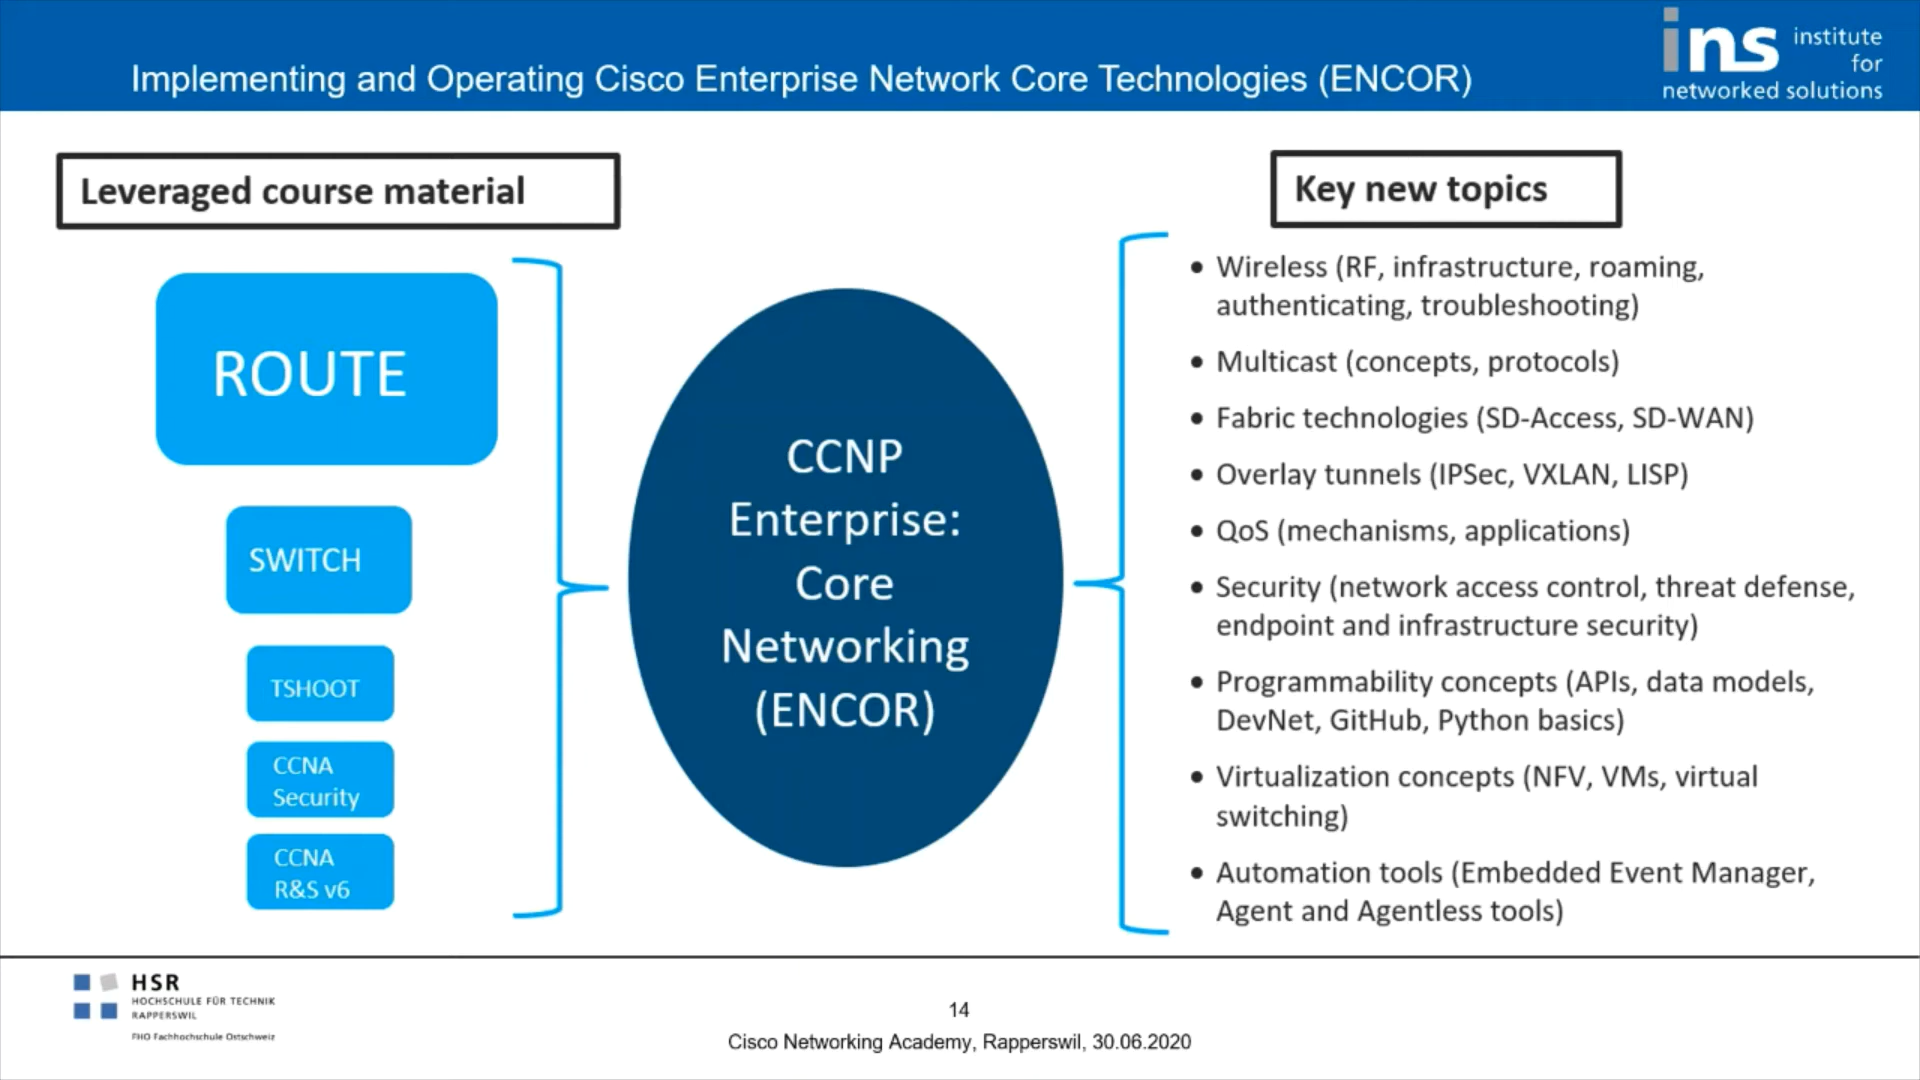 Implementing and Operating Cisco Enterprise Network Core Technologies (ENCOR)
ins institute
for
networked solutions
Leveraged course material
ROUTE
SWITCH
TSHOOT
CCNA
Security
CCNA
R&S v6
CCNP
Enterprise:
Core
Networking
(ENCOR)
Key new topics
• Wireless (RF, infrastructure, roaming,
authenticating, troubleshooting)
• Multicast (concepts, protocols)
• Fabric technologies (SD-Access, SD-WAN)
• Overlay tunnels (IPSec, VXLAN, LISP)
• QoS (mechanisms, applications)
• Security (network access control, threat defense,
endpoint and infrastructure security)
• Programmability concepts (APIs, data models,
DevNet, GitHub, Python basics)
• Virtualization concepts (NFV, VMs, virtual
switching)
• Automation tools (Embedded Event Manager,
Agent and Agentless tools)
HSR
HOCHSCHULE FÜR TECHNIK
RAPPERSWIL
FHO Fachhochschule Ostschweiz
14
Cisco Networking Academy, Rapperswil, 30.06.2020